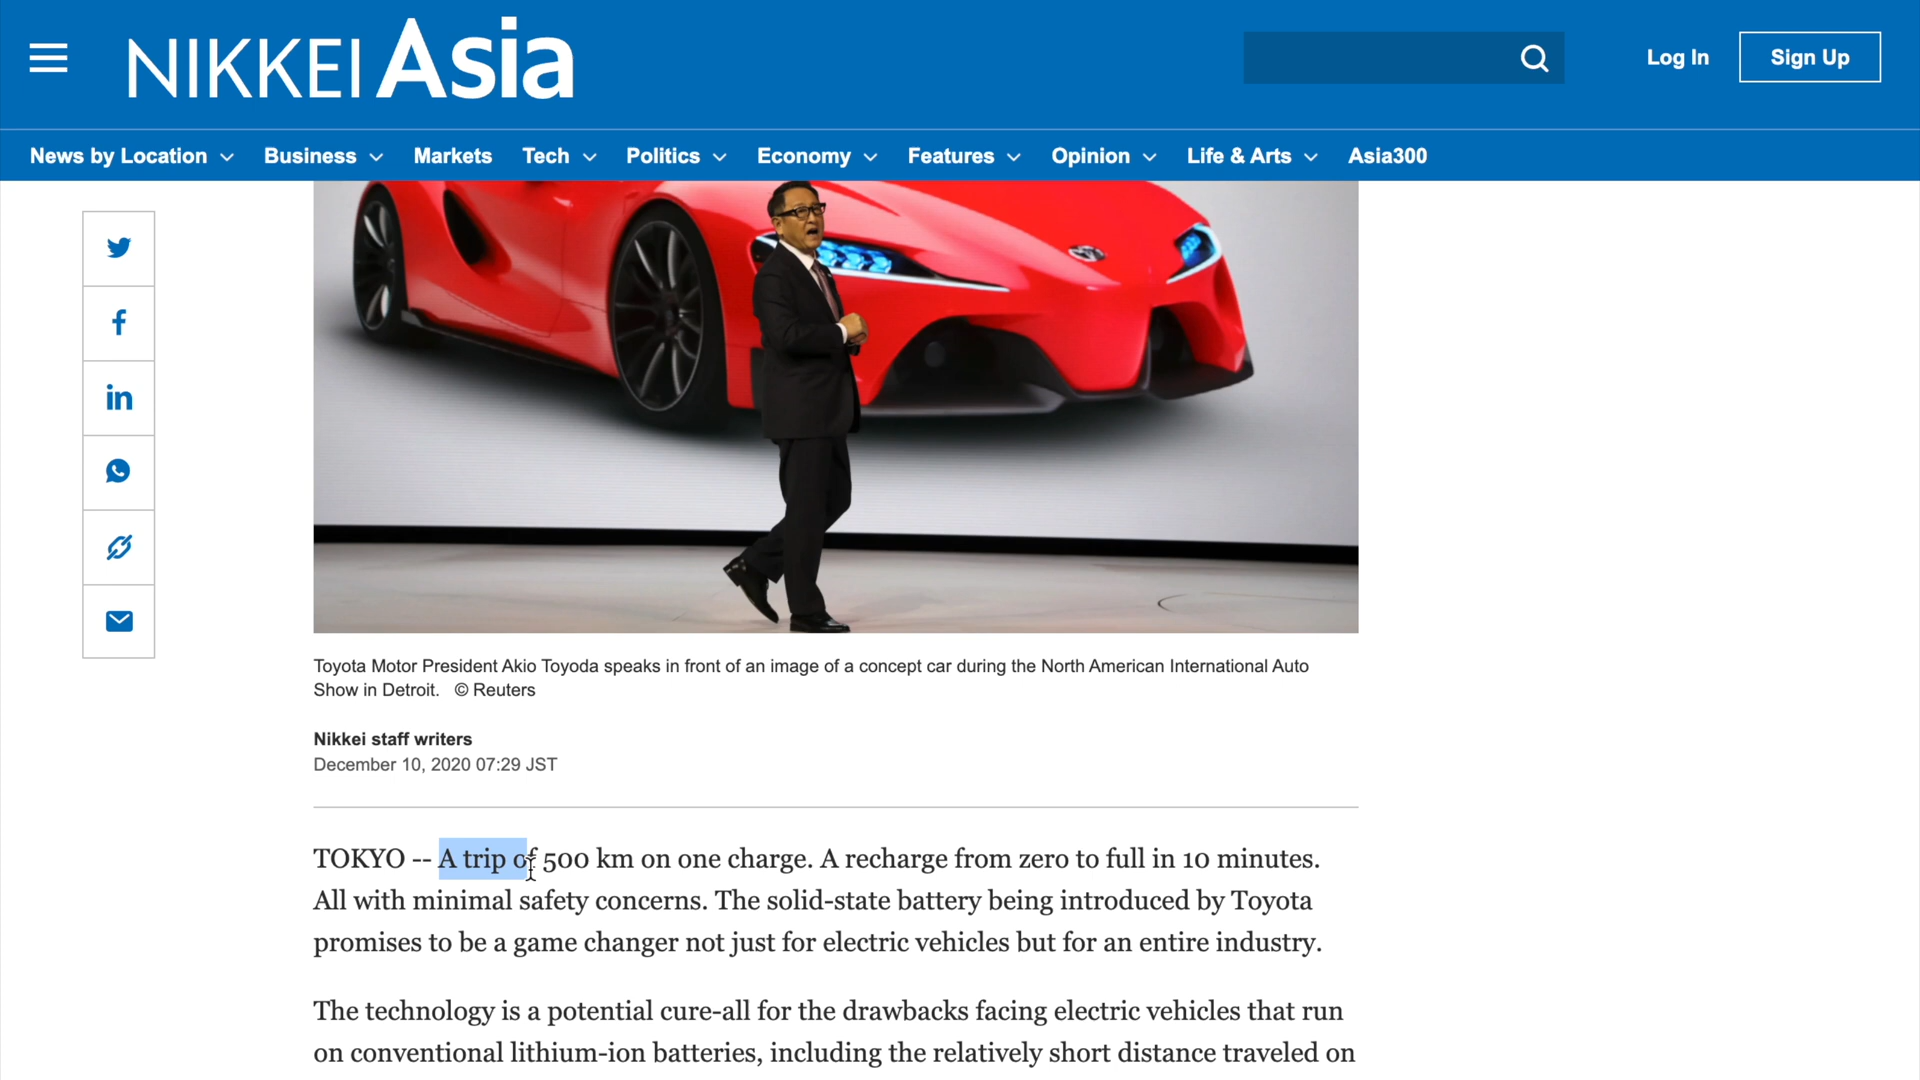 NIKKEI Asia
Log In
Sign Up
News by Location
Business
Markets
Tech
Politics
Economy
Features
Opinion
Life & Arts
Asia300
Toyota Motor President Akio Toyoda speaks in front of an image of a concept car during the North American International Auto
Show in Detroit. © Reuters
Nikkei staff writers
December 10, 2020 07:29 JST
TOKYO -- A trip of 500 km on one charge. A recharge from zero to full in 10 minutes.
All with minimal safety concerns. The solid-state battery being introduced by Toyota
promises to be a game changer not just for electric vehicles but for an entire industry.
The technology is a potential cure-all for the drawbacks facing electric vehicles that run
on conventional lithium-ion batteries, including the relatively short distance traveled on